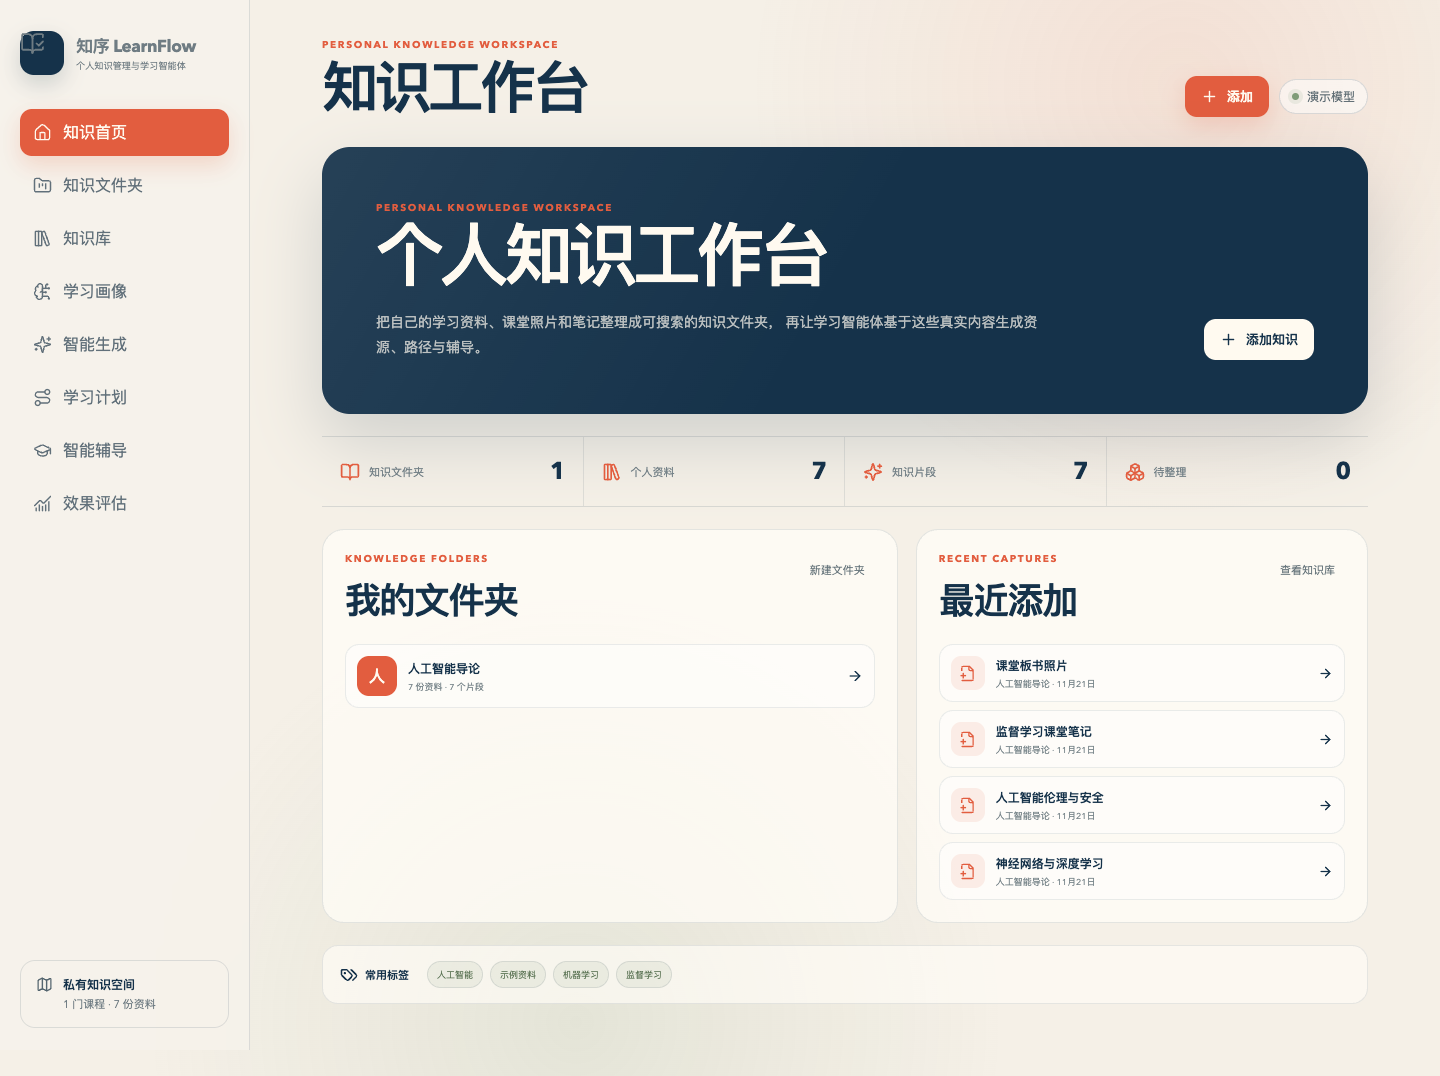 知序 LearnFlow
个人知识管理与学习智能体
知识首页
知识文件夹
知识库
学习画像
智能生成
学习计划
智能辅导
效果评估
私有知识空间
1 门课程 · 7 份资料
PERSONAL KNOWLEDGE WORKSPACE
知识工作台
添加
演示模型
PERSONAL KNOWLEDGE WORKSPACE
个人知识工作台
把自己的学习资料、课堂照片和笔记整理成可搜索的知识文件夹， 再让学习智能体基于这些真实内容生成资
源、路径与辅导。
添加知识
知识文件夹 1
个人资料 7
知识片段 7
待整理 0
KNOWLEDGE FOLDERS
我的文件夹
新建文件夹
人
人工智能导论
7 份资料 · 7 个片段
RECENT CAPTURES
最近添加
查看知识库
课堂板书照片
人工智能导论 · 11月21日
监督学习课堂笔记
人工智能导论 · 11月21日
人工智能伦理与安全
人工智能导论 · 11月21日
神经网络与深度学习
人工智能导论 · 11月21日
常用标签
人工智能
示例资料
机器学习
监督学习